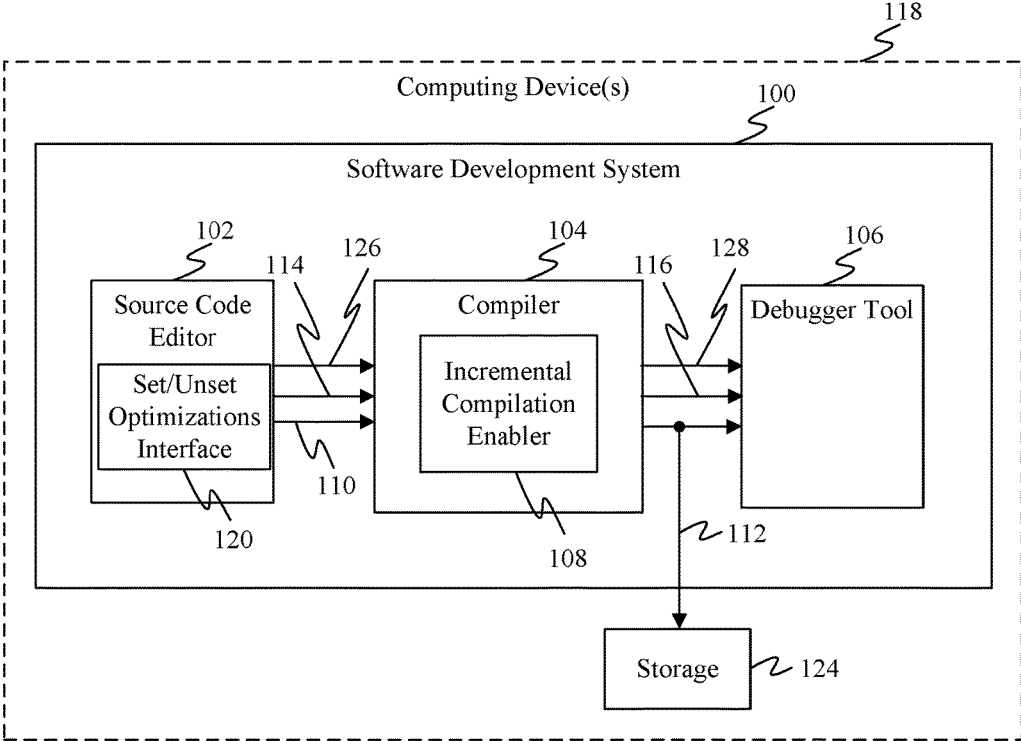 118
Computing Device(s)
100
Software Development System
102
126
104
128
106
114
116
Source Code
Editor
Compiler
Debugger Tool
Set/Unset
Optimizations
Interface
Incremental
Compilation
Enabler
110
120
108
112
Storage
124